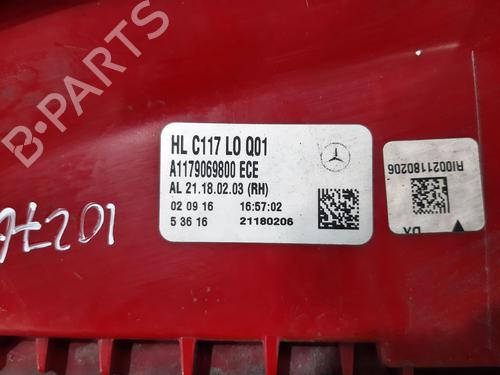 HL C117 LO Q01
A1179069800 ECE
AL 21.18.02.03 (RH)
02 09 16 16:57:02
5 36 16 21180206
RI0021180206
DX
B-PARTS